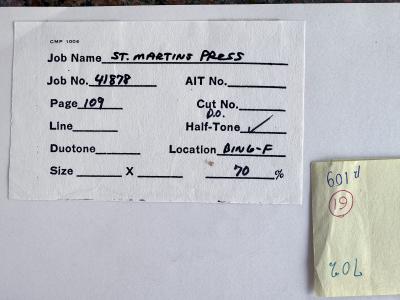 CMP 1006
Job Name ST. MARTINS PRESS
Job No. 41878 AIT No.
Page 109 Cut No.
D.O.
Line Half-Tone ✓
Duotone Location BING-F
Size X 70 %
p 109
19
70%